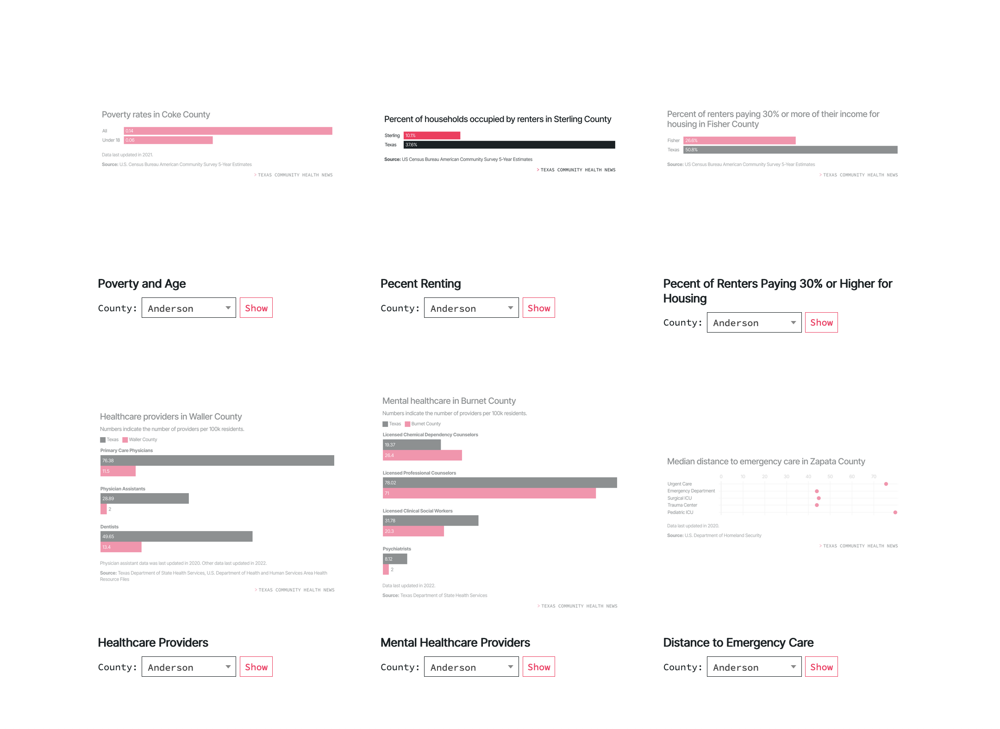 Poverty rates in Coke County
All
0.14
Under 18
0.06
Data last updated in 2021.
Source: U.S. Census Bureau American Community Survey 5-Year Estimates
> TEXAS COMMUNITY HEALTH NEWS
Percent of households occupied by renters in Sterling County
Sterling
10.1%
Texas
37.6%
Source: US Census Bureau American Community Survey 5-Year Estimates
> TEXAS COMMUNITY HEALTH NEWS
Percent of renters paying 30% or more of their income for
housing in Fisher County
Fisher
26.6%
Texas
50.8%
Source: US Census Bureau American Community Survey 5-Year Estimates
> TEXAS COMMUNITY HEALTH NEWS
Poverty and Age
County: Anderson Show
Pecent Renting
County: Anderson Show
Pecent of Renters Paying 30% or Higher for
Housing
County: Anderson Show
Healthcare providers in Waller County
Numbers indicate the number of providers per 100k residents.
Texas Waller County
Primary Care Physicians
76.38
11.5
Physician Assistants
28.89
2
Dentists
49.65
13.4
Physician assistant data was last updated in 2020. Other data last updated in 2022.
Source: Texas Department of State Health Services, U.S. Department of Health and Human Services Area Health
Resource Files
> TEXAS COMMUNITY HEALTH NEWS
Mental healthcare in Burnet County
Numbers indicate the number of providers per 100k residents.
Texas Burnet County
Licensed Chemical Dependency Counselors
19.37
26.4
Licensed Professional Counselors
78.02
71
Licensed Clinical Social Workers
31.78
20.3
Psychiatrists
8.12
2
Data last updated in 2022.
Source: Texas Department of State Health Services
> TEXAS COMMUNITY HEALTH NEWS
Median distance to emergency care in Zapata County
0 10 20 30 40 50 60 70
Urgent Care
Emergency Department
Surgical ICU
Trauma Center
Pediatric ICU
Data last updated in 2020.
Source: U.S. Department of Homeland Security
> TEXAS COMMUNITY HEALTH NEWS
Healthcare Providers
County: Anderson Show
Mental Healthcare Providers
County: Anderson Show
Distance to Emergency Care
County: Anderson Show